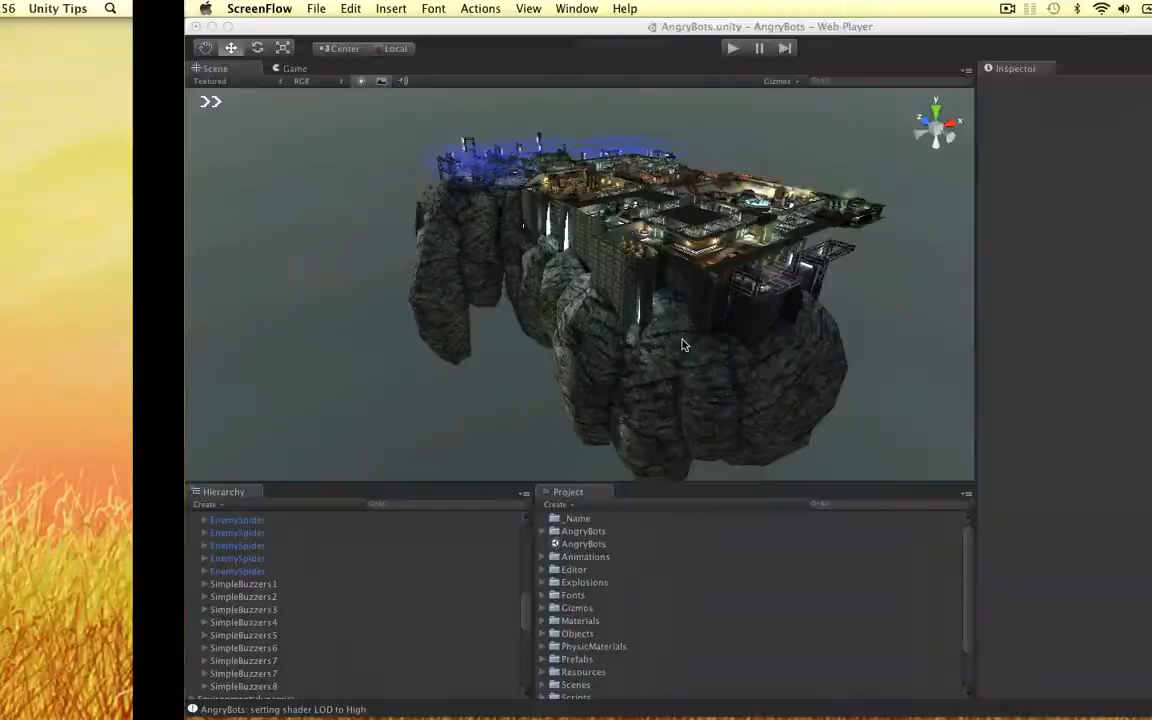 56 Unity Tips
ScreenFlow File Edit Insert Font Actions View Window Help
AngryBots.unity – AngryBots – Web Player
Center Local
Scene Game
Textured RGB Gizmos
Inspector
>>
y
z x
Hierarchy
Create
EnemySpider
EnemySpider
EnemySpider
EnemySpider
EnemySpider
SimpleBuzzers1
SimpleBuzzers2
SimpleBuzzers3
SimpleBuzzers4
SimpleBuzzers5
SimpleBuzzers6
SimpleBuzzers7
SimpleBuzzers7
SimpleBuzzers8
Project
Create
_Name
AngryBots
AngryBots
Animations
Editor
Explosions
Fonts
Gizmos
Materials
Objects
PhysicMaterials
Prefabs
Resources
Scenes
Scripts
AngryBots: setting shader LOD to High